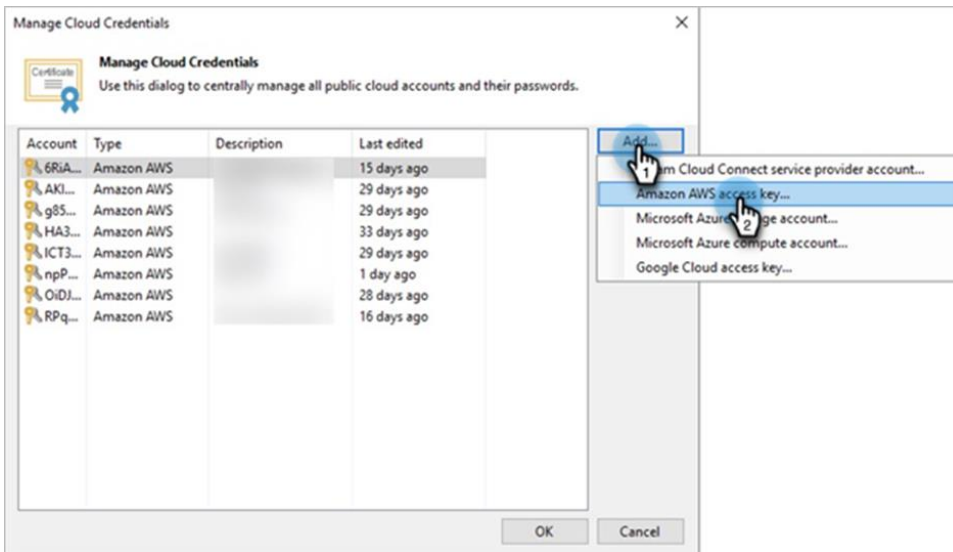 Manage Cloud Credentials
Certificate
Manage Cloud Credentials
Use this dialog to centrally manage all public cloud accounts and their passwords.
Account Type Description Last edited
6RiA... Amazon AWS 15 days ago
AKI... Amazon AWS 29 days ago
g85... Amazon AWS 29 days ago
HA3... Amazon AWS 33 days ago
ICT3... Amazon AWS 29 days ago
npP... Amazon AWS 1 day ago
OiDJ... Amazon AWS 28 days ago
RPq... Amazon AWS 16 days ago
Add...
1
Cloud Connect service provider account...
Amazon AWS access key...
2
Microsoft Azure account...
Microsoft Azure compute account...
Google Cloud access key...
OK Cancel